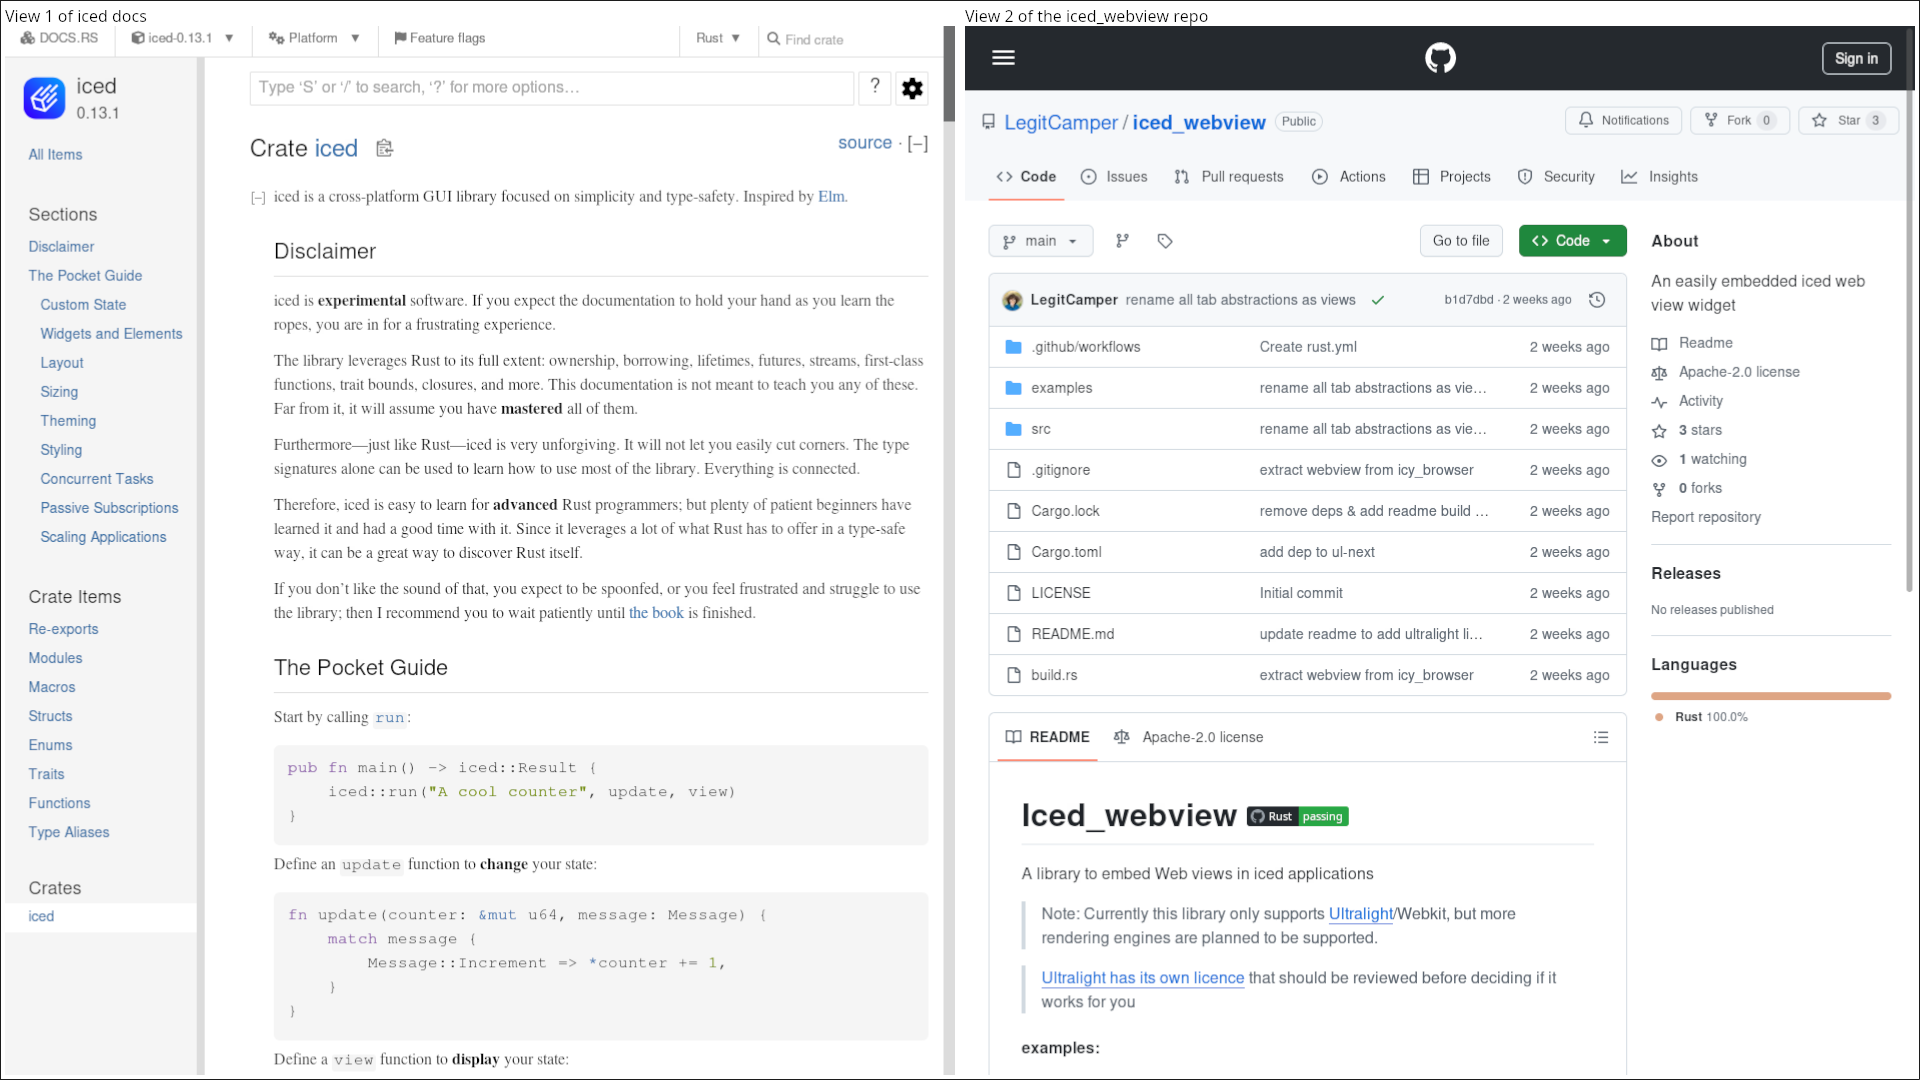 View 1 of iced docs
DOCS.RS
iced-0.13.1 ▼
Platform ▼
Feature flags
Rust ▼
Find crate
iced
0.13.1
All Items
Sections
Disclaimer
The Pocket Guide
Custom State
Widgets and Elements
Layout
Sizing
Theming
Styling
Concurrent Tasks
Passive Subscriptions
Scaling Applications
Crate Items
Re-exports
Modules
Macros
Structs
Enums
Traits
Functions
Type Aliases
Crates
iced
Type ‘S’ or ‘/’ to search, ‘?’ for more options…
?
Crate iced
source · [−]
[−] iced is a cross-platform GUI library focused on simplicity and type-safety. Inspired by Elm.
Disclaimer
iced is experimental software. If you expect the documentation to hold your hand as you learn the
ropes, you are in for a frustrating experience.
The library leverages Rust to its full extent: ownership, borrowing, lifetimes, futures, streams, first-class
functions, trait bounds, closures, and more. This documentation is not meant to teach you any of these.
Far from it, it will assume you have mastered all of them.
Furthermore—just like Rust—iced is very unforgiving. It will not let you easily cut corners. The type
signatures alone can be used to learn how to use most of the library. Everything is connected.
Therefore, iced is easy to learn for advanced Rust programmers; but plenty of patient beginners have
learned it and had a good time with it. Since it leverages a lot of what Rust has to offer in a type-safe
way, it can be a great way to discover Rust itself.
If you don’t like the sound of that, you expect to be spoonfed, or you feel frustrated and struggle to use
the library; then I recommend you to wait patiently until the book is finished.
The Pocket Guide
Start by calling run:
pub fn main() -> iced::Result {
iced::run("A cool counter", update, view)
}
Define an update function to change your state:
fn update(counter: &mut u64, message: Message) {
match message {
Message::Increment => *counter += 1,
}
}
Define a view function to display your state:
View 2 of the iced_webview repo
Sign in
LegitCamper / iced_webview Public
Notifications
Fork 0
Star 3
Code
Issues
Pull requests
Actions
Projects
Security
Insights
main
Go to file
Code
LegitCamper rename all tab abstractions as views
b1d7dbd · 2 weeks ago
.github/workflows Create rust.yml 2 weeks ago
examples rename all tab abstractions as vie… 2 weeks ago
src rename all tab abstractions as vie… 2 weeks ago
.gitignore extract webview from icy_browser 2 weeks ago
Cargo.lock remove deps & add readme build … 2 weeks ago
Cargo.toml add dep to ul-next 2 weeks ago
LICENSE Initial commit 2 weeks ago
README.md update readme to add ultralight li… 2 weeks ago
build.rs extract webview from icy_browser 2 weeks ago
README
Apache-2.0 license
Iced_webview
Rust passing
A library to embed Web views in iced applications
Note: Currently this library only supports Ultralight/Webkit, but more
rendering engines are planned to be supported.
Ultralight has its own licence that should be reviewed before deciding if it
works for you
examples:
About
An easily embedded iced web
view widget
Readme
Apache-2.0 license
Activity
3 stars
1 watching
0 forks
Report repository
Releases
No releases published
Languages
Rust 100.0%